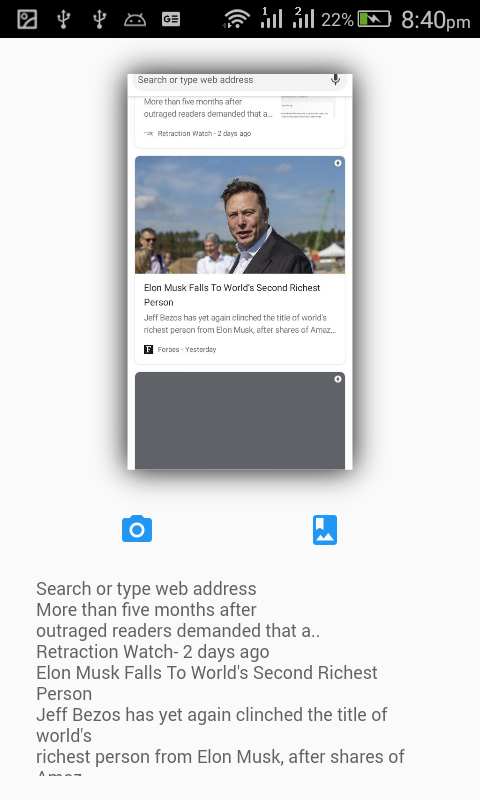 1 2 22% 8:40pm
Search or type web address
More than five months after
outraged readers demanded that a...
Retraction Watch - 2 days ago
Elon Musk Falls To World's Second Richest
Person
Jeff Bezos has yet again clinched the title of world's
richest person from Elon Musk, after shares of Amaz...
F Forbes - Yesterday
Search or type web address
More than five months after
outraged readers demanded that a..
Retraction Watch- 2 days ago
Elon Musk Falls To World's Second Richest
Person
Jeff Bezos has yet again clinched the title of
world's
richest person from Elon Musk, after shares of
Amaz